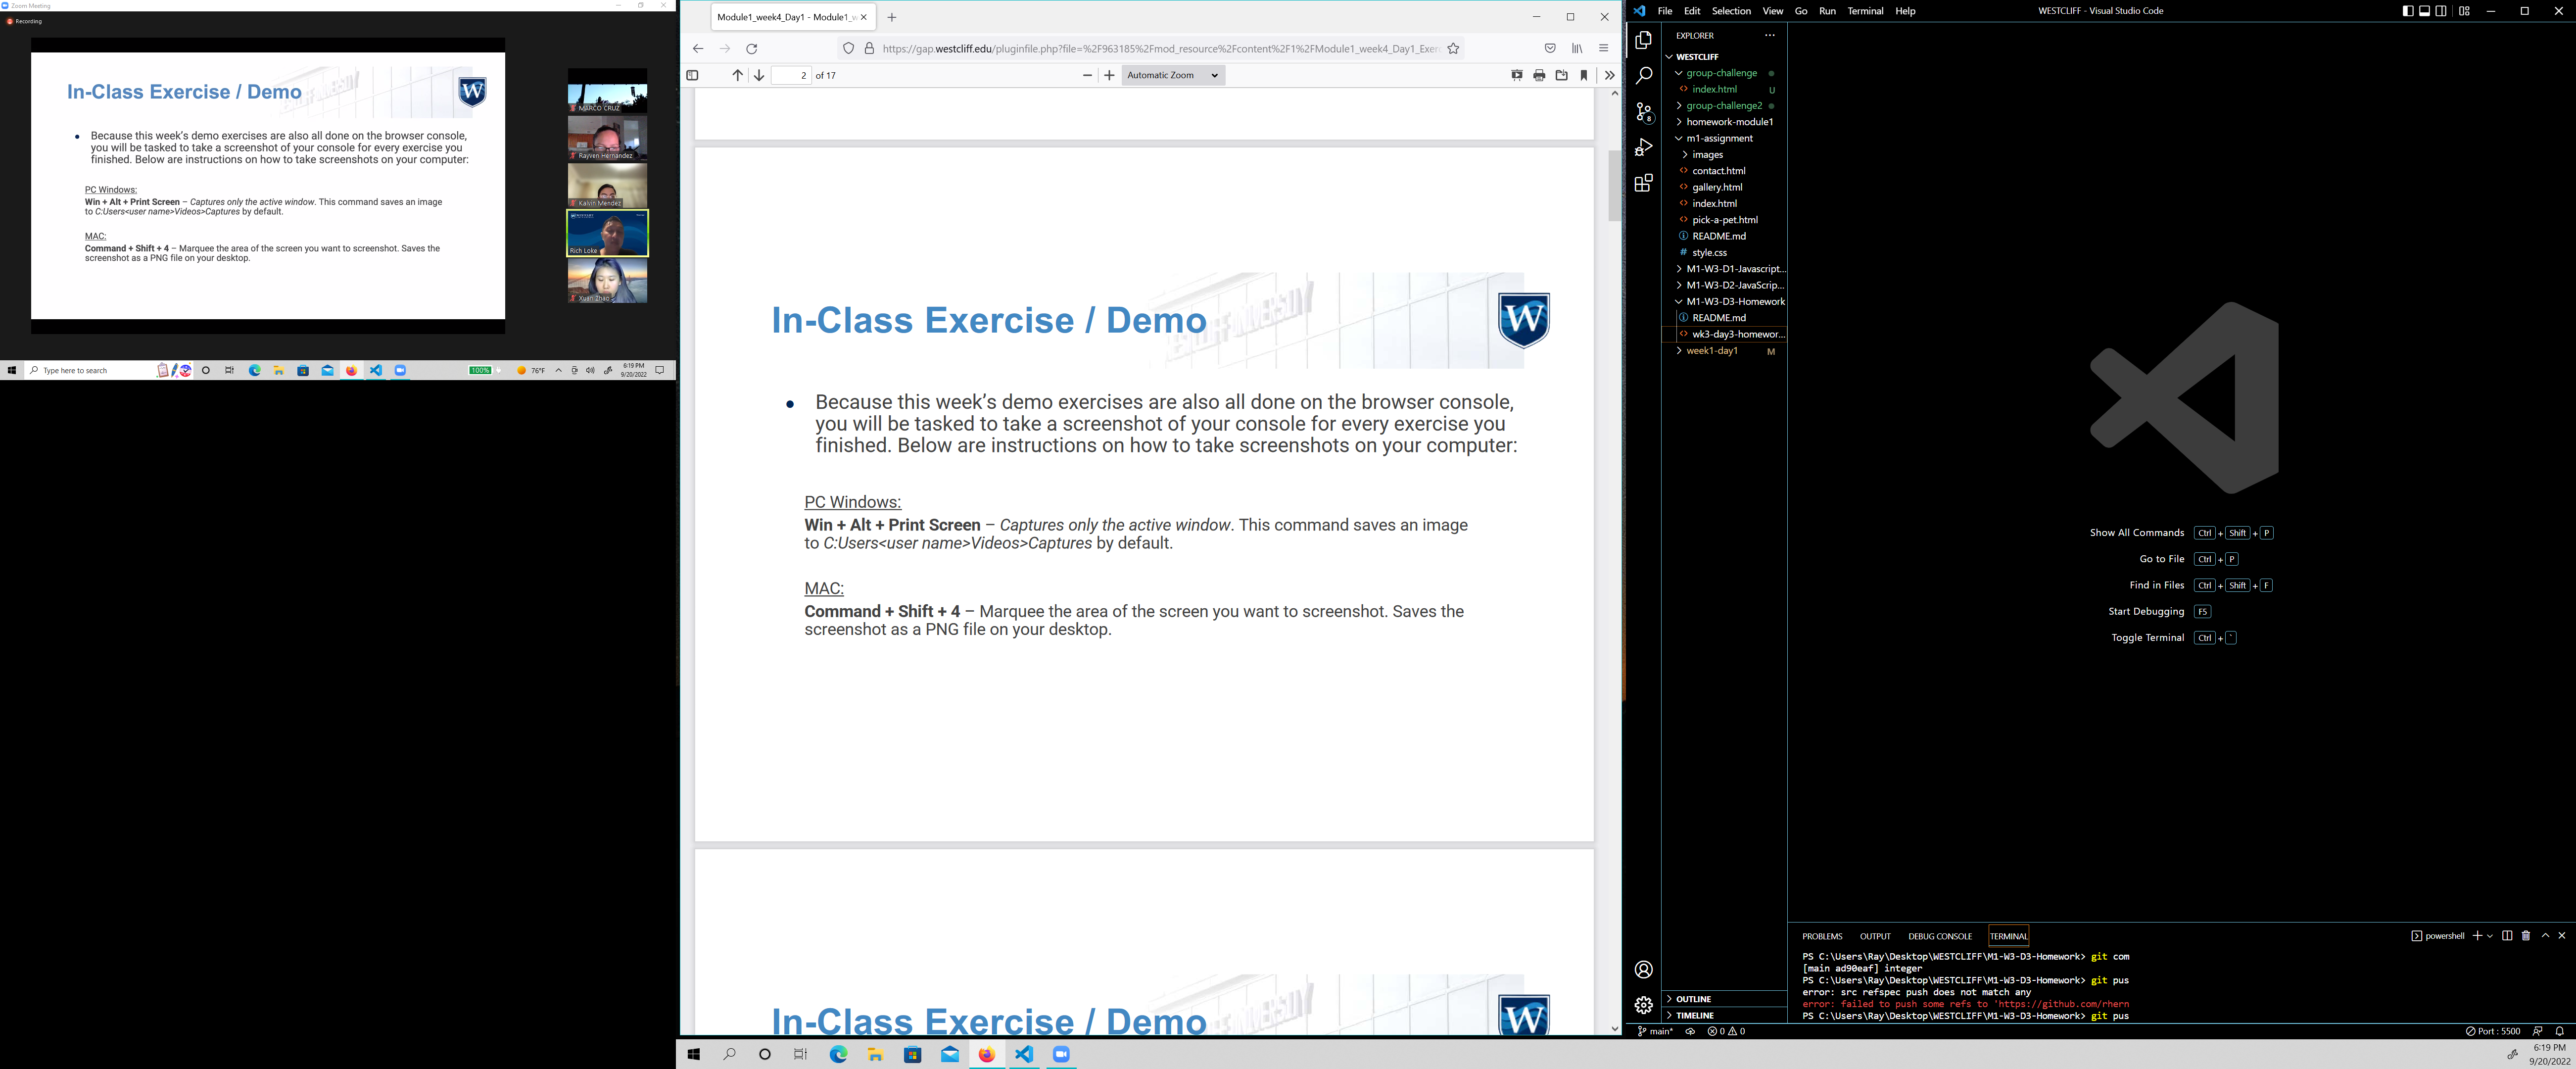 Zoom Meeting
Recording
In-Class Exercise / Demo
W
Because this week's demo exercises are also all done on the browser console,
you will be tasked to take a screenshot of your console for every exercise you
finished. Below are instructions on how to take screenshots on your computer:
PC Windows:
Win + Alt + Print Screen – Captures only the active window. This command saves an image
to C:Users<user name>Videos>Captures by default.
MAC:
Command + Shift + 4 – Marquee the area of the screen you want to screenshot. Saves the
screenshot as a PNG file on your desktop.
MARCO CRUZ
Rayven Hernandez
Kalvin Mendez
Rich Loke
Xuan Zhao
Type here to search
100%
76°F
6:19 PM
9/20/2022
Module1_week4_Day1 - Module1_w
https://gap.westcliff.edu/pluginfile.php?file=%2F963185%2Fmod_resource%2Fcontent%2F1%2FModule1_week4_Day1_Exer
2 of 17
Automatic Zoom
In-Class Exercise / Demo
W
Because this week's demo exercises are also all done on the browser console,
you will be tasked to take a screenshot of your console for every exercise you
finished. Below are instructions on how to take screenshots on your computer:
PC Windows:
Win + Alt + Print Screen – Captures only the active window. This command saves an image
to C:Users<user name>Videos>Captures by default.
MAC:
Command + Shift + 4 – Marquee the area of the screen you want to screenshot. Saves the
screenshot as a PNG file on your desktop.
In-Class Exercise / Demo
W
File Edit Selection View Go Run Terminal Help
WESTCLIFF - Visual Studio Code
EXPLORER
WESTCLIFF
group-challenge
index.html U
group-challenge2
homework-module1
m1-assignment
images
contact.html
gallery.html
index.html
pick-a-pet.html
README.md
# style.css
M1-W3-D1-Javascript...
M1-W3-D2-JavaScrip...
M1-W3-D3-Homework
README.md
wk3-day3-homewor...
week1-day1 M
8
OUTLINE
TIMELINE
Show All Commands Ctrl + Shift + P
Go to File Ctrl + P
Find in Files Ctrl + Shift + F
Start Debugging F5
Toggle Terminal Ctrl + `
PROBLEMS OUTPUT DEBUG CONSOLE TERMINAL
powershell
PS C:\Users\Ray\Desktop\WESTCLIFF\M1-W3-D3-Homework> git com
[main ad90eaf] integer
PS C:\Users\Ray\Desktop\WESTCLIFF\M1-W3-D3-Homework> git pus
error: src refspec push does not match any
error: failed to push some refs to 'https://github.com/rhern
PS C:\Users\Ray\Desktop\WESTCLIFF\M1-W3-D3-Homework> git pus
main* 0 0
Port : 5500
6:19 PM
9/20/2022